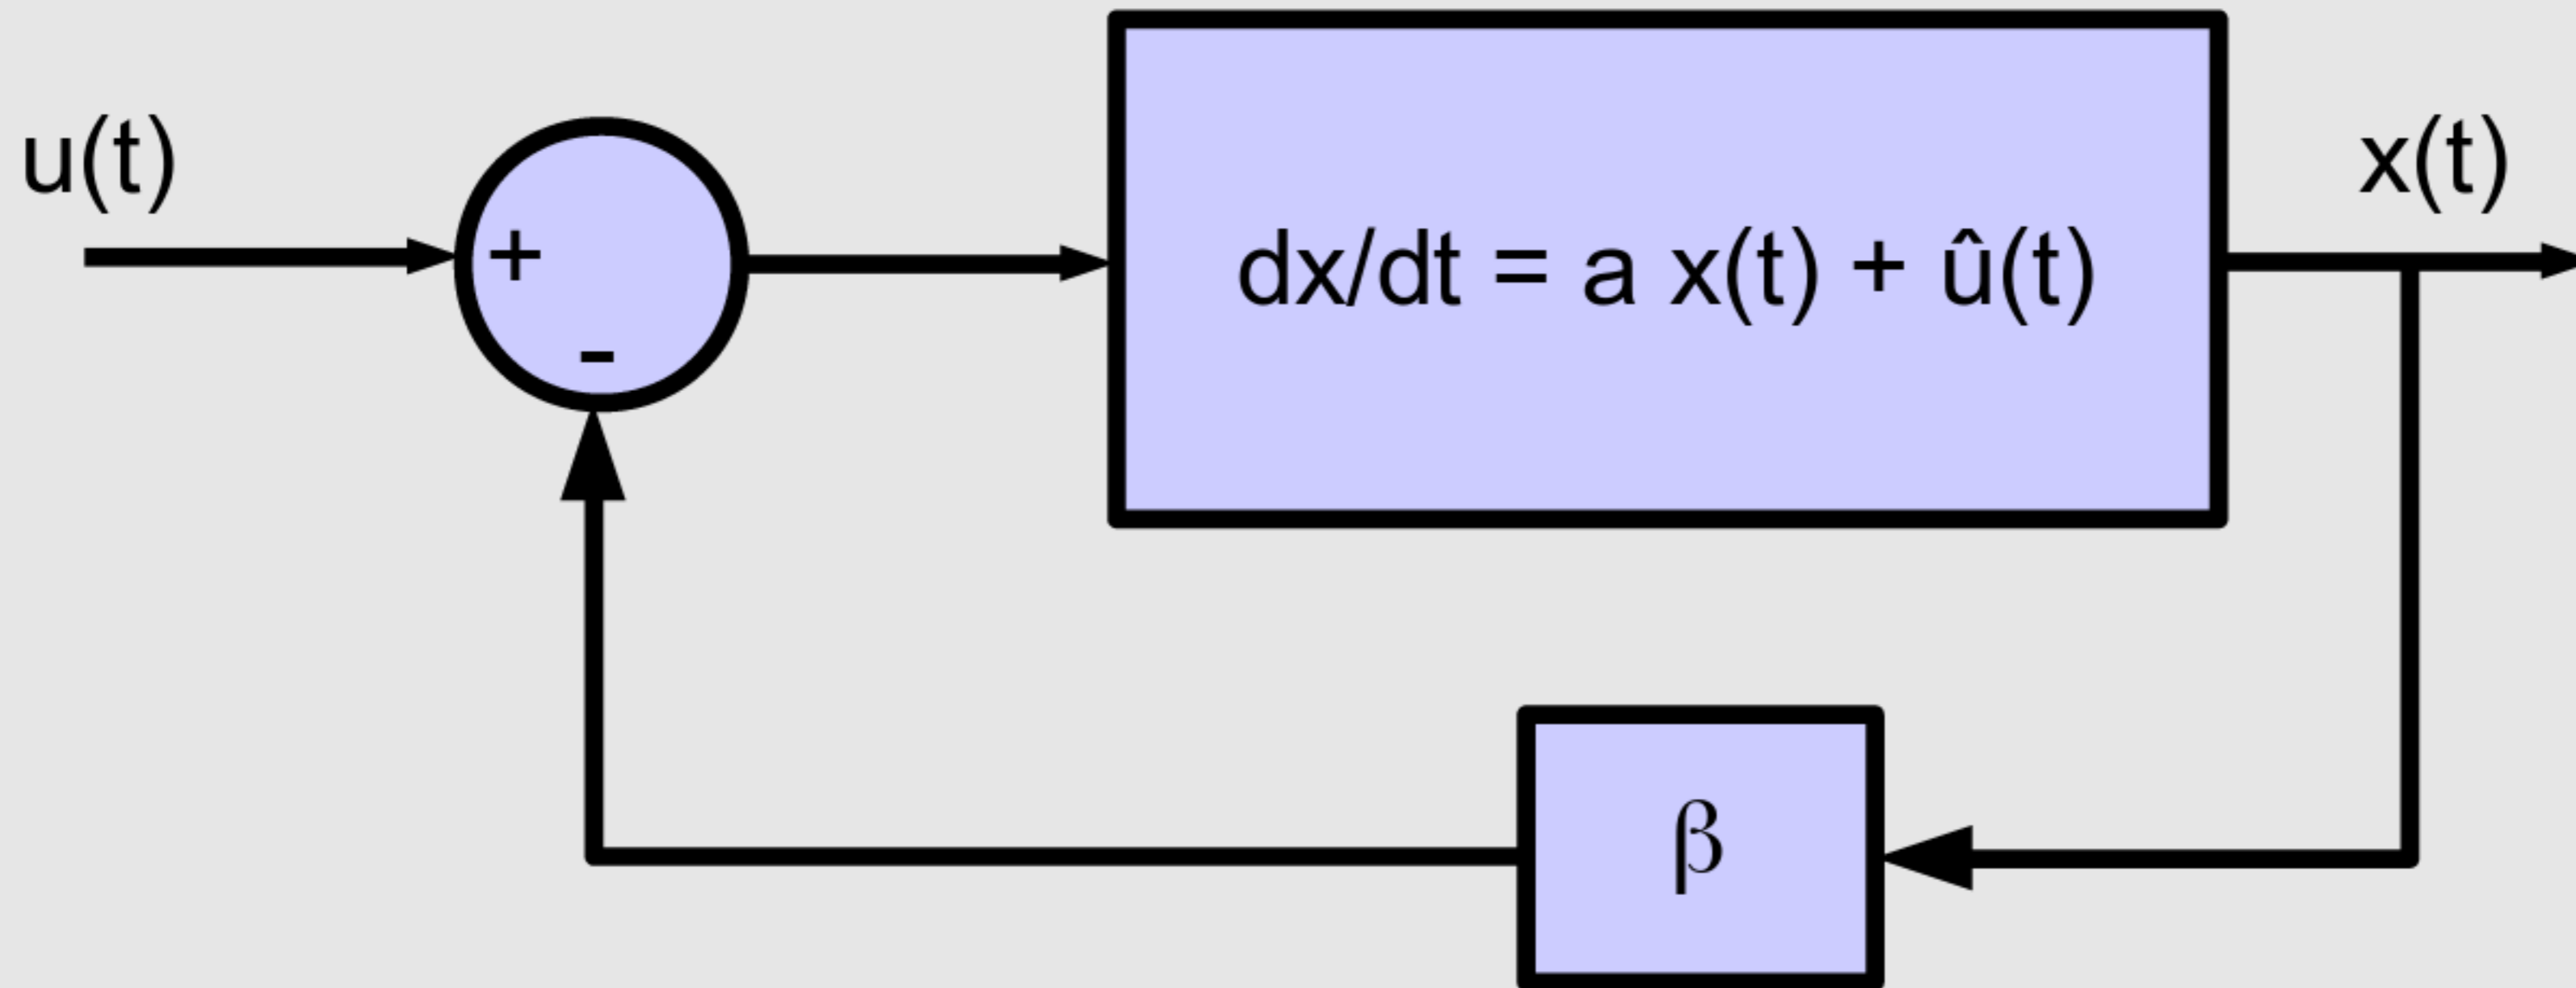 u(t)
+
-
dx/dt = a x(t) + û(t)
x(t)
β